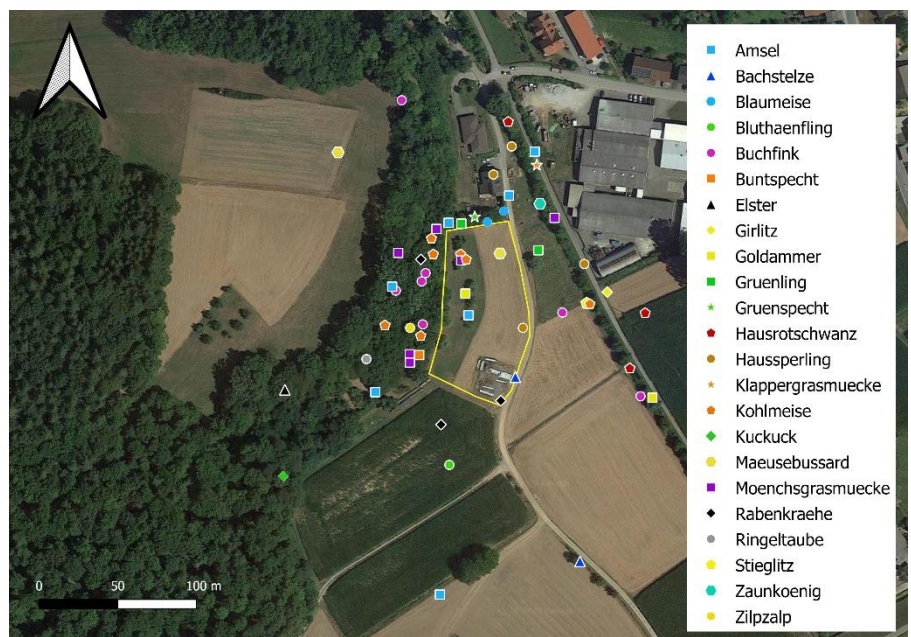 Amsel
Bachstelze
Blaumeise
Bluthaenfling
Buchfink
Buntspecht
Elster
Girlitz
Goldammer
Gruenling
Gruenspecht
Hausrotschwanz
Haussperling
Klappergrasmuecke
Kohlmeise
Kuckuck
Maeusebussard
Moenchsgrasmuecke
Rabenkraehe
Ringeltaube
Stieglitz
Zaunkoenig
Zilpzalp
0 50 100 m